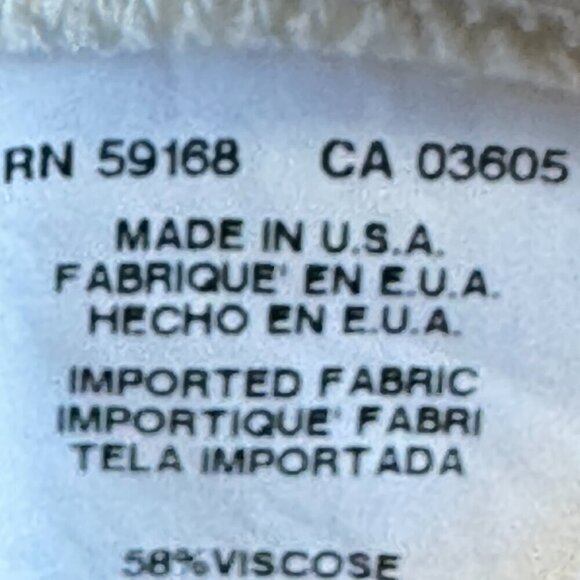 RN 59168 CA 03605
MADE IN U.S.A.
FABRIQUE' EN E.U.A.
HECHO EN E.U.A.
IMPORTED FABRIC
IMPORTIQUE' FABRI
TELA IMPORTADA
58% VISCOSE